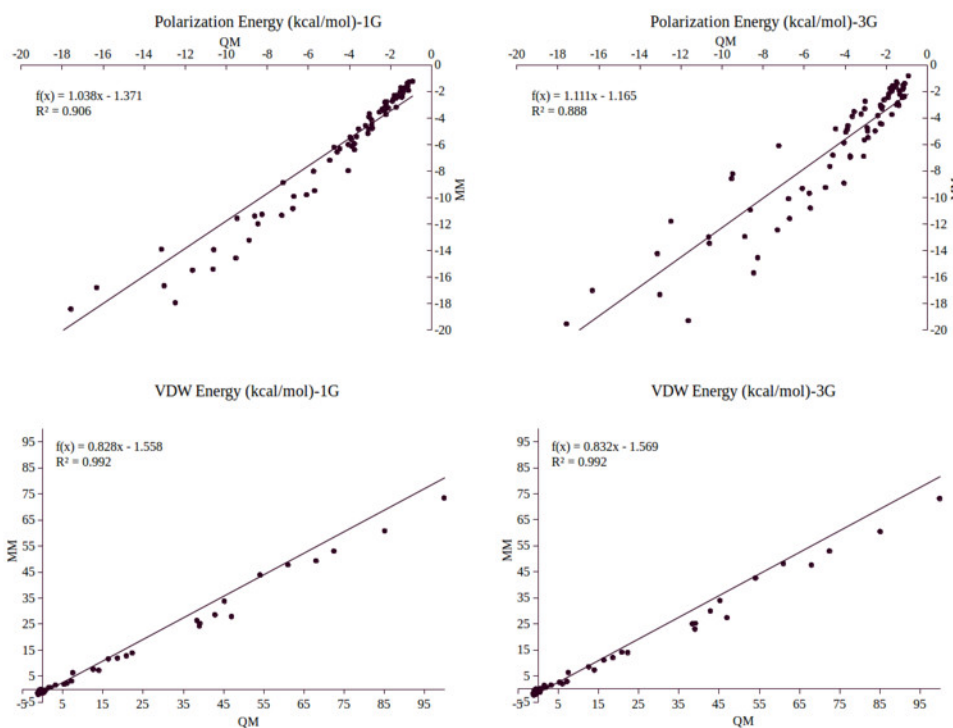 Polarization Energy (kcal/mol)-1G
QM
-20 -18 -16 -14 -12 -10 -8 -6 -4 -2 0
f(x) = 1.038x - 1.371
R² = 0.906
0
-2
-4
-6
-8
-10
-12
-14
-16
-18
-20
MM
Polarization Energy (kcal/mol)-3G
QM
-20 -18 -16 -14 -12 -10 -8 -6 -4 -2 0
f(x) = 1.111x - 1.165
R² = 0.888
0
-2
-4
-6
-8
-10
-12
-14
-16
-18
-20
MM
VDW Energy (kcal/mol)-1G
f(x) = 0.828x - 1.558
R² = 0.992
95
85
75
65
55
45
35
25
15
5
-5
MM
-5 5 15 25 35 45 55 65 75 85 95
QM
VDW Energy (kcal/mol)-3G
f(x) = 0.832x - 1.569
R² = 0.992
95
85
75
65
55
45
35
25
15
5
-5
MM
-5 5 15 25 35 45 55 65 75 85 95
QM